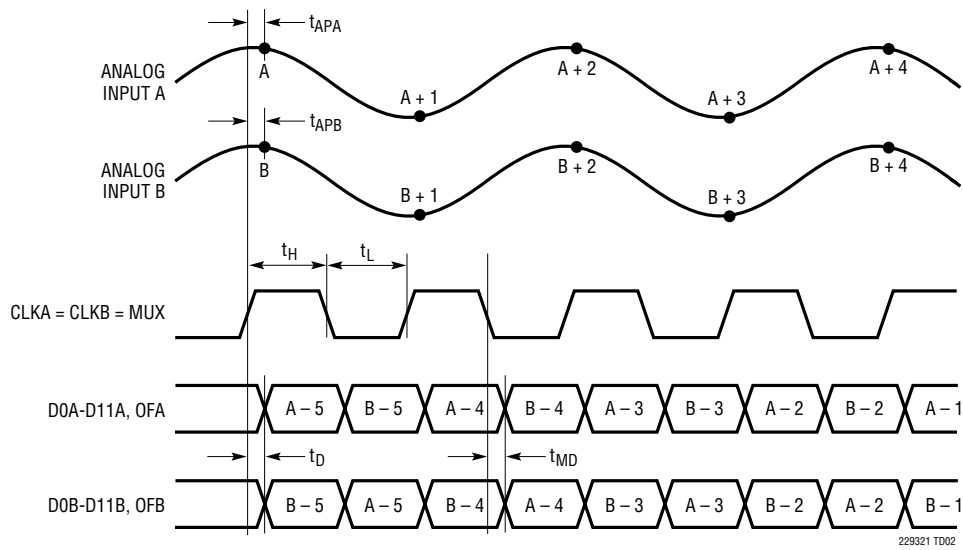 tAPA
ANALOG
INPUT A
A
A + 1
A + 2
A + 3
A + 4
tAPB
ANALOG
INPUT B
B
B + 1
B + 2
B + 3
B + 4
tH
tL
CLKA = CLKB = MUX
D0A-D11A, OFA
A – 5
B – 5
A – 4
B – 4
A – 3
B – 3
A – 2
B – 2
A – 1
tD
tMD
D0B-D11B, OFB
B – 5
A – 5
B – 4
A – 4
B – 3
A – 3
B – 2
A – 2
B – 1
229321 TD02